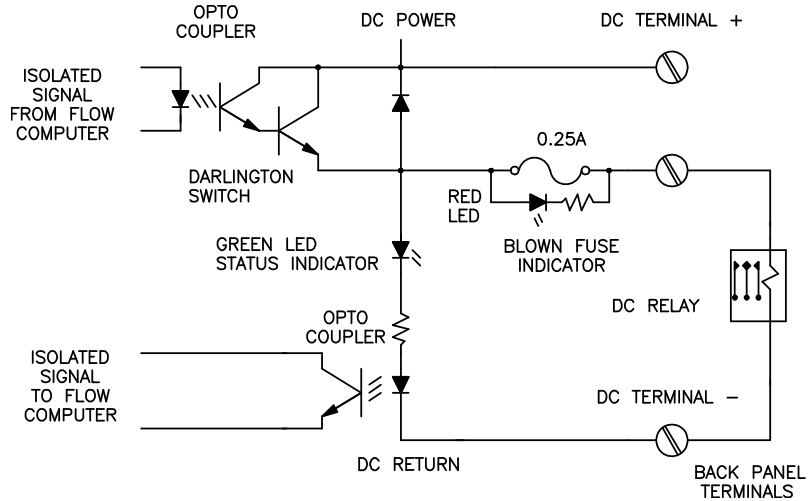 OPTO
COUPLER
DC POWER
DC TERMINAL +
ISOLATED
SIGNAL
FROM FLOW
COMPUTER
DARLINGTON
SWITCH
0.25A
RED
LED
BLOWN FUSE
INDICATOR
GREEN LED
STATUS INDICATOR
DC RELAY
OPTO
COUPLER
ISOLATED
SIGNAL
TO FLOW
COMPUTER
DC TERMINAL -
DC RETURN
BACK PANEL
TERMINALS